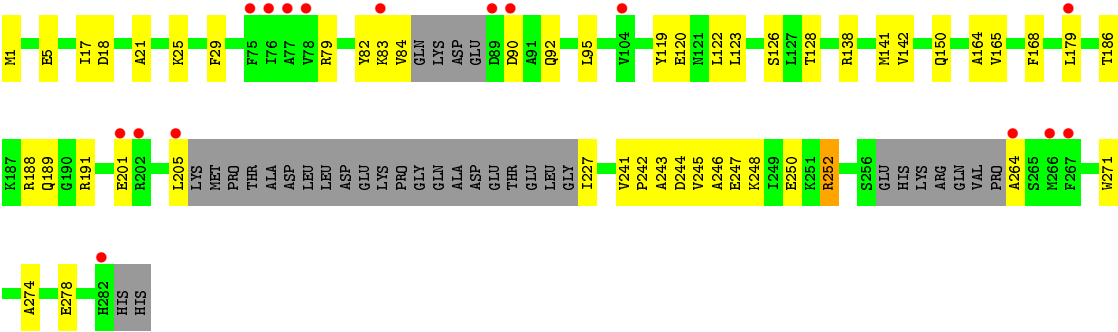 M1 E5 I17 D18 A21 K25 F29 F75 I76 A77 V78 R79 Y82 K83 V84 GLN LYS ASP GLU D89 D90 A91 Q92 L95 V104 Y119 E120 N121 L122 L123 S126 L127 T128 R138 M141 V142 Q150 A164 V165 F168 L179 T186
K187 R188 Q189 G190 R191 E201 R202 L205 LYS MET PRO THR ALA ASP LEU LEU ASP GLU LYS PRO GLY GLN ALA ASP GLU THR GLU LEU GLY I227 V241 P242 A243 D244 V245 A246 E247 K248 I249 E250 K251 R252 S256 GLU HIS LYS ARG GLN VAL PRO A264 S265 M266 F267 W271
A274 E278 H282 HIS HIS